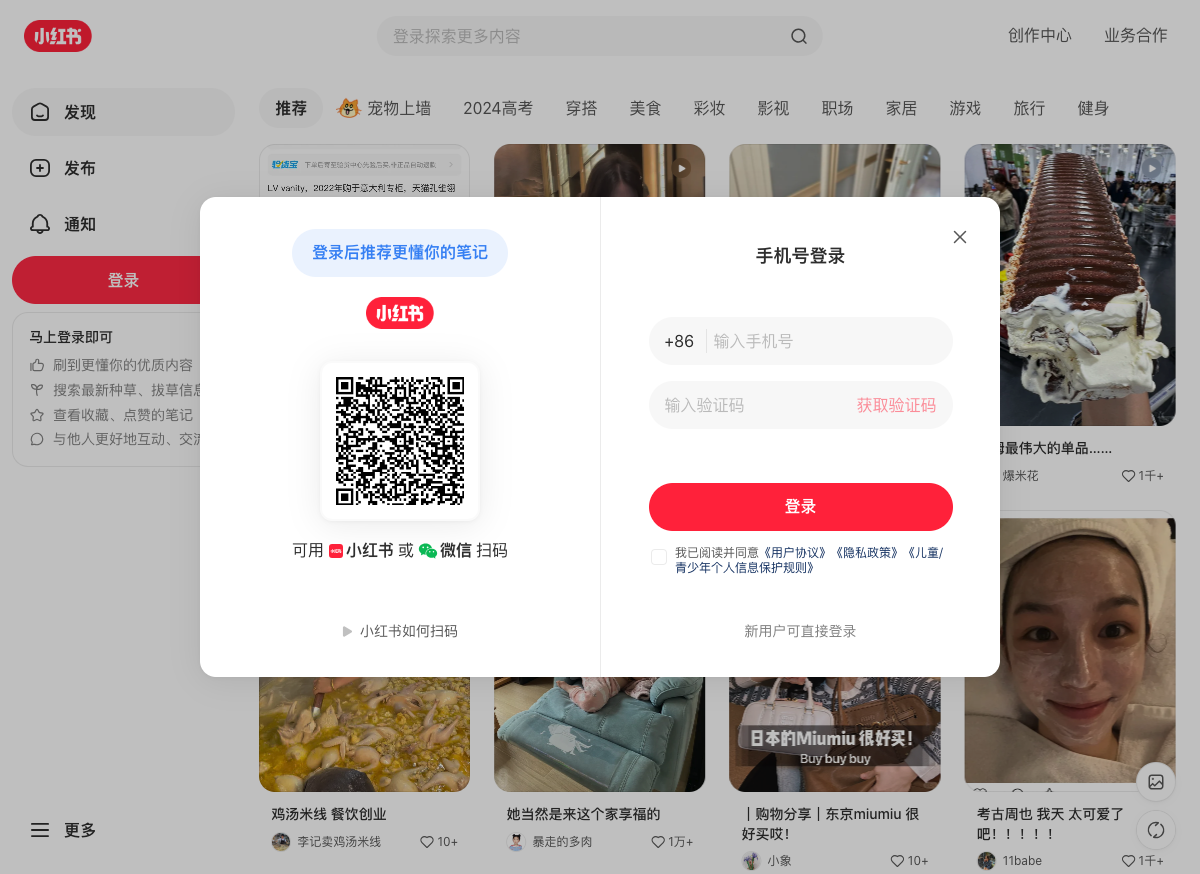 小红书
登录探索更多内容
创作中心
业务合作
发现
发布
通知
登录
马上登录即可
刷到更懂你的优质内容
搜索最新种草、拔草信息
查看收藏、点赞的笔记
与他人更好地互动、交流
更多
推荐
宠物上墙
2024高考
穿搭
美食
彩妆
影视
职场
家居
游戏
旅行
健身
LV vanity，2022年购于意大利专柜、天猫孔雀翎
登录后推荐更懂你的笔记
小红书
可用 小红书 或 微信 扫码
小红书如何扫码
手机号登录
+86
输入手机号
输入验证码
获取验证码
登录
我已阅读并同意《用户协议》《隐私政策》《儿童/
青少年个人信息保护规则》
新用户可直接登录
姆最伟大的单品……
爆米花
1千+
鸡汤米线 餐饮创业
李记卖鸡汤米线
10+
她当然是来这个家享福的
暴走的多肉
1万+
日本的Miumiu 很好买!
Buy buy buy
｜购物分享｜东京miumiu 很
好买哎！
小象
10+
考古周也 我天 太可爱了
吧！！！！！
11babe
1千+